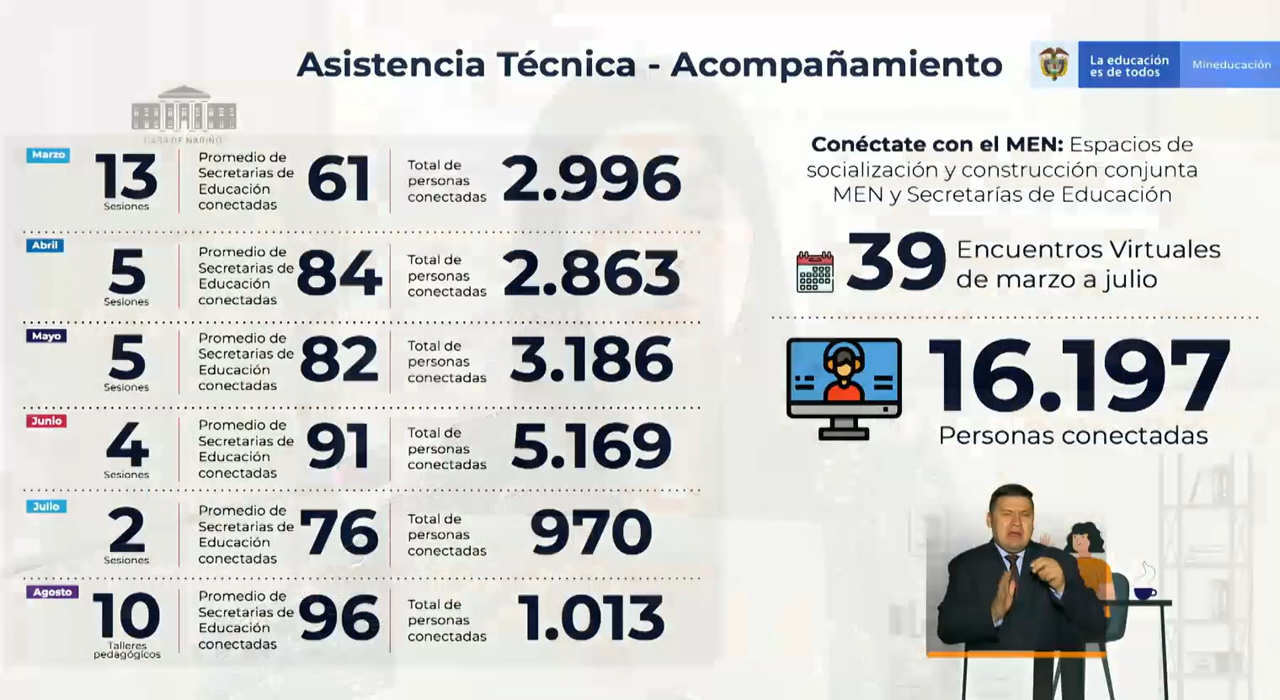 Asistencia Técnica - Acompañamiento
La educación
es de todos
Mineducación
CASA DE NARIÑO
Marzo
13
Sesiones
Promedio de
Secretarias de
Educación
conectadas
61
Total de
personas
conectadas
2.996
Abril
5
Sesiones
Promedio de
Secretarias de
Educación
conectadas
84
Total de
personas
conectadas
2.863
Mayo
5
Sesiones
Promedio de
Secretarias de
Educación
conectadas
82
Total de
personas
conectadas
3.186
Junio
4
Sesiones
Promedio de
Secretarias de
Educación
conectadas
91
Total de
personas
conectadas
5.169
Julio
2
Sesiones
Promedio de
Secretarias de
Educación
conectadas
76
Total de
personas
conectadas
970
Agosto
10
Talleres
pedagógicos
Promedio de
Secretarias de
Educación
conectadas
96
Total de
personas
conectadas
1.013
Conéctate con el MEN: Espacios de
socialización y construcción conjunta
MEN y Secretarías de Educación
39
Encuentros Virtuales
de marzo a julio
16.197
Personas conectadas